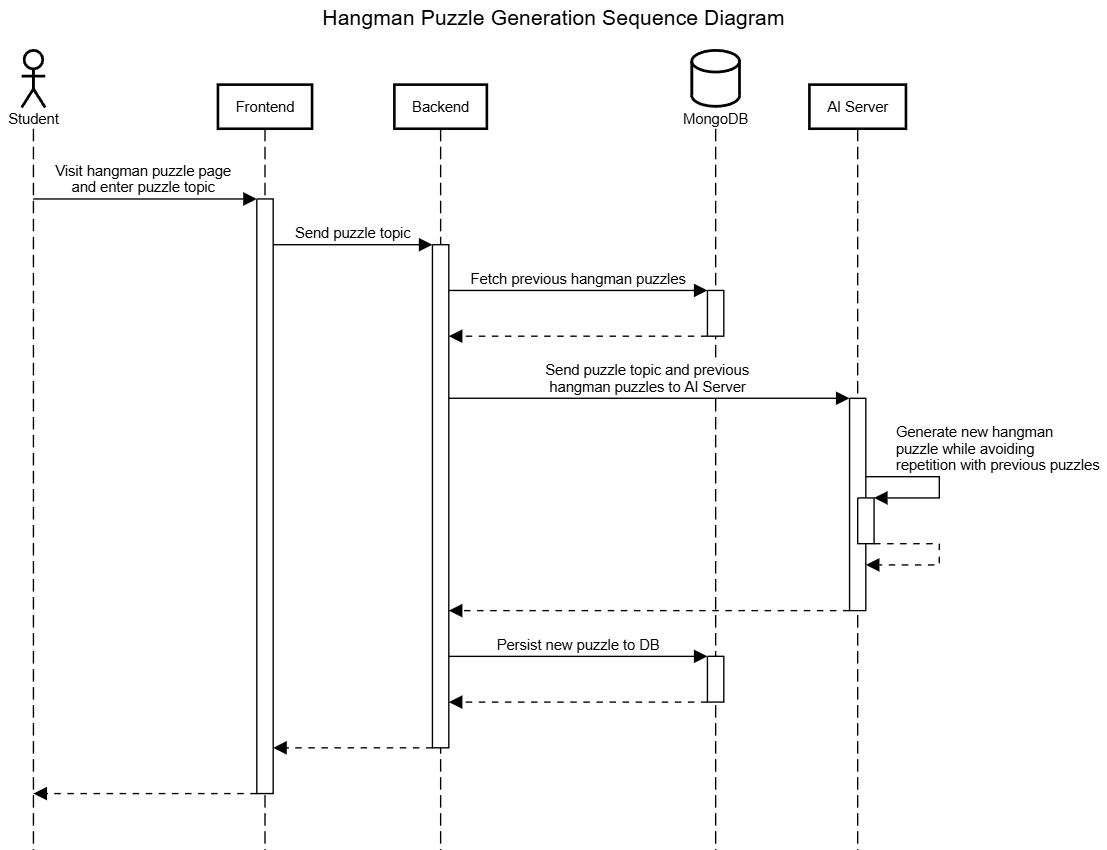 Hangman Puzzle Generation Sequence Diagram
Student
Frontend
Backend
MongoDB
AI Server
Visit hangman puzzle page
and enter puzzle topic
Send puzzle topic
Fetch previous hangman puzzles
Send puzzle topic and previous
hangman puzzles to AI Server
Generate new hangman
puzzle while avoiding
repetition with previous puzzles
Persist new puzzle to DB